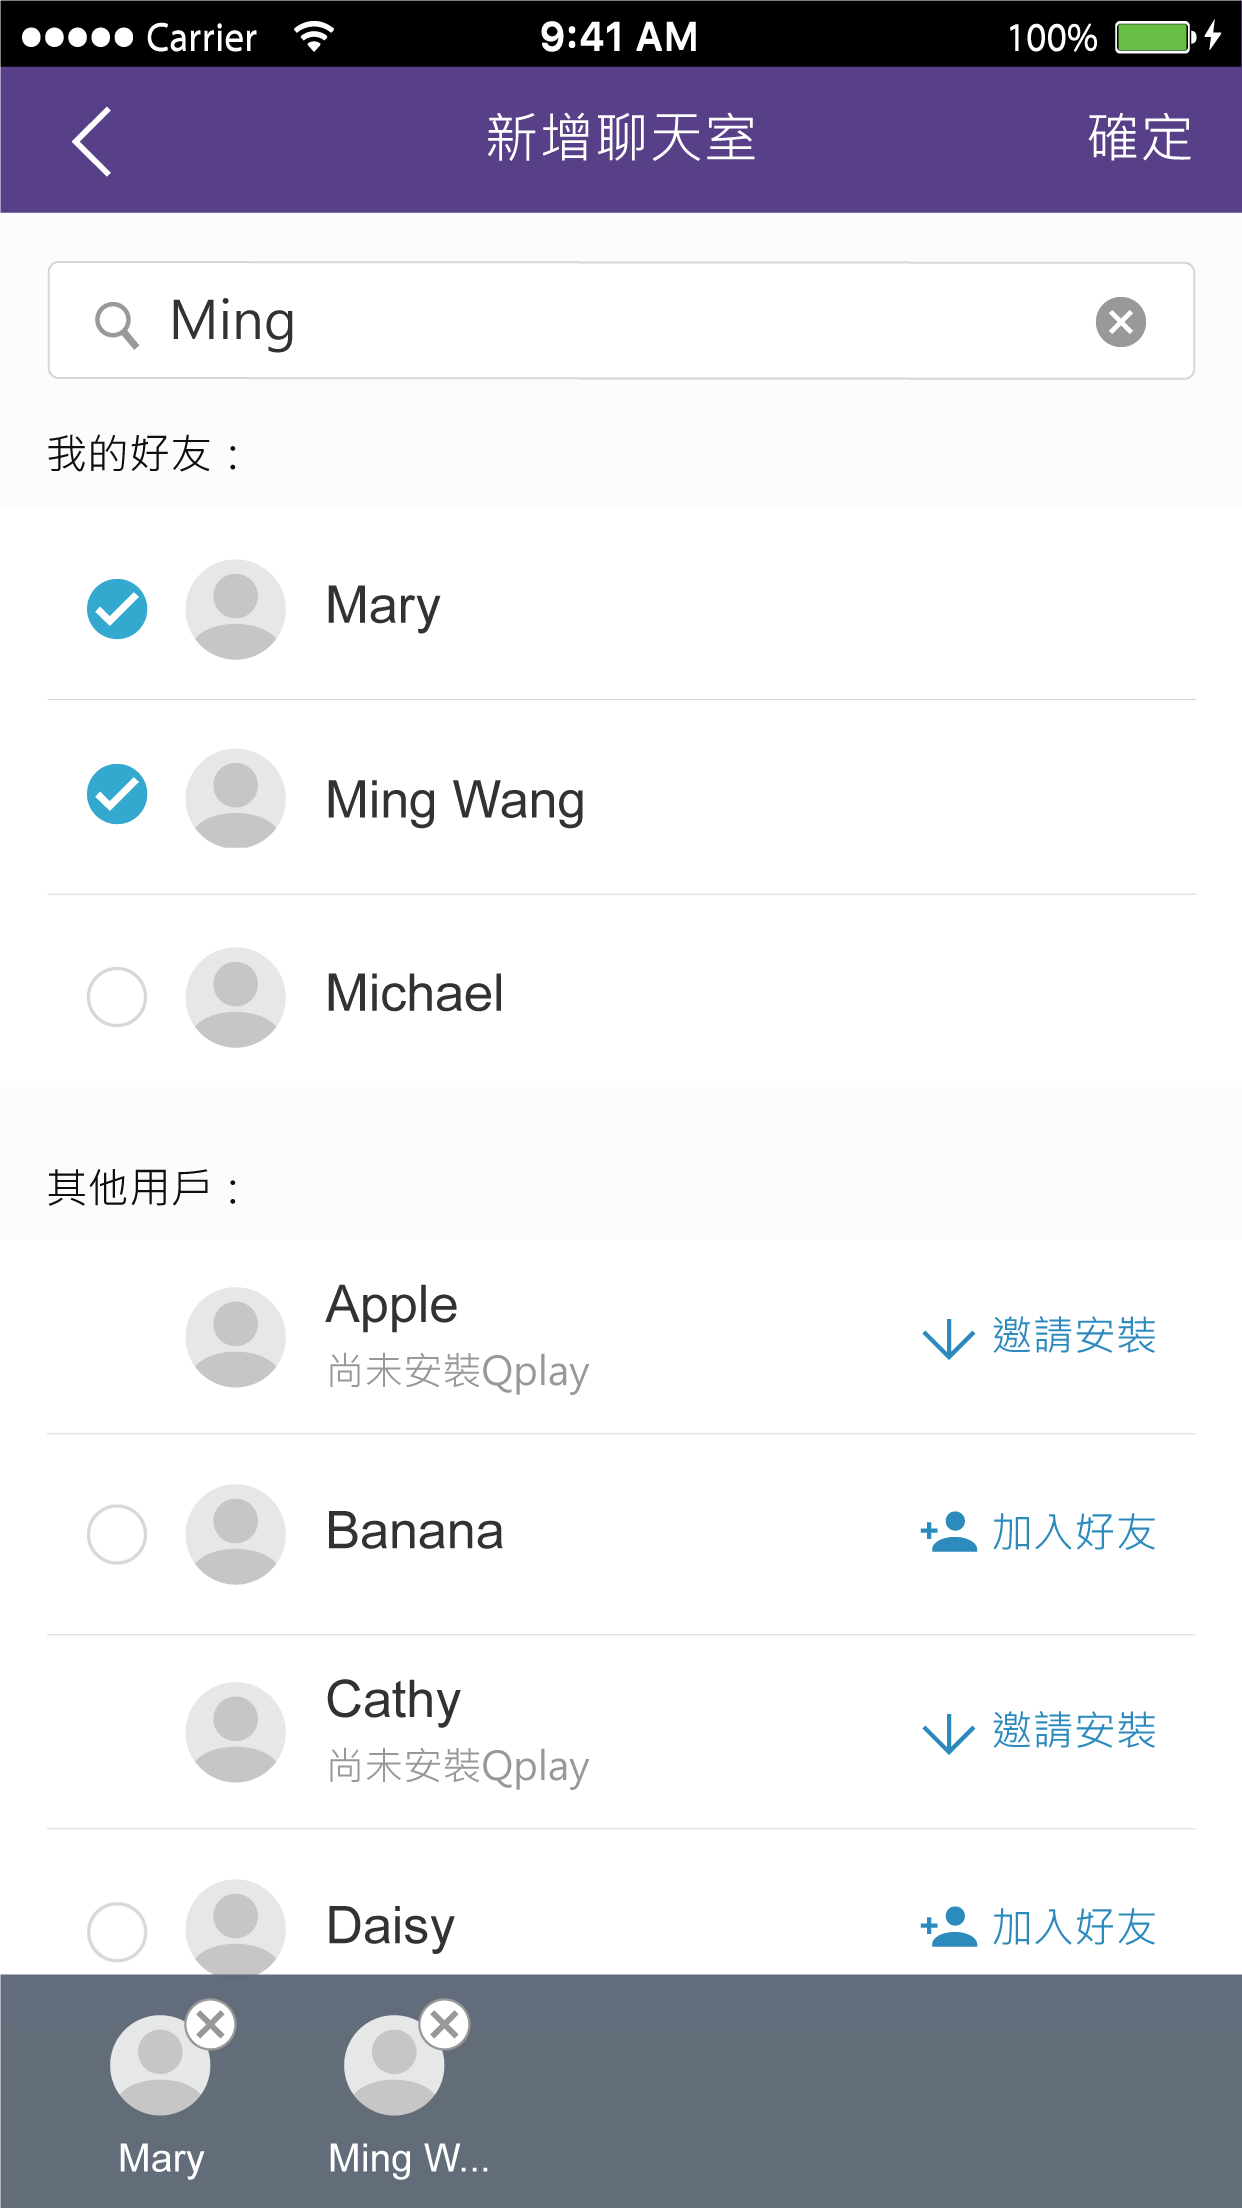 Carrier 9:41 AM 100%
新增聊天室 確定
Ming
我的好友：
Mary
Ming Wang
Michael
其他用戶：
Apple
尚未安裝Qplay
邀請安裝
Banana
加入好友
Cathy
尚未安裝Qplay
邀請安裝
Daisy
加入好友
Mary
Ming W...